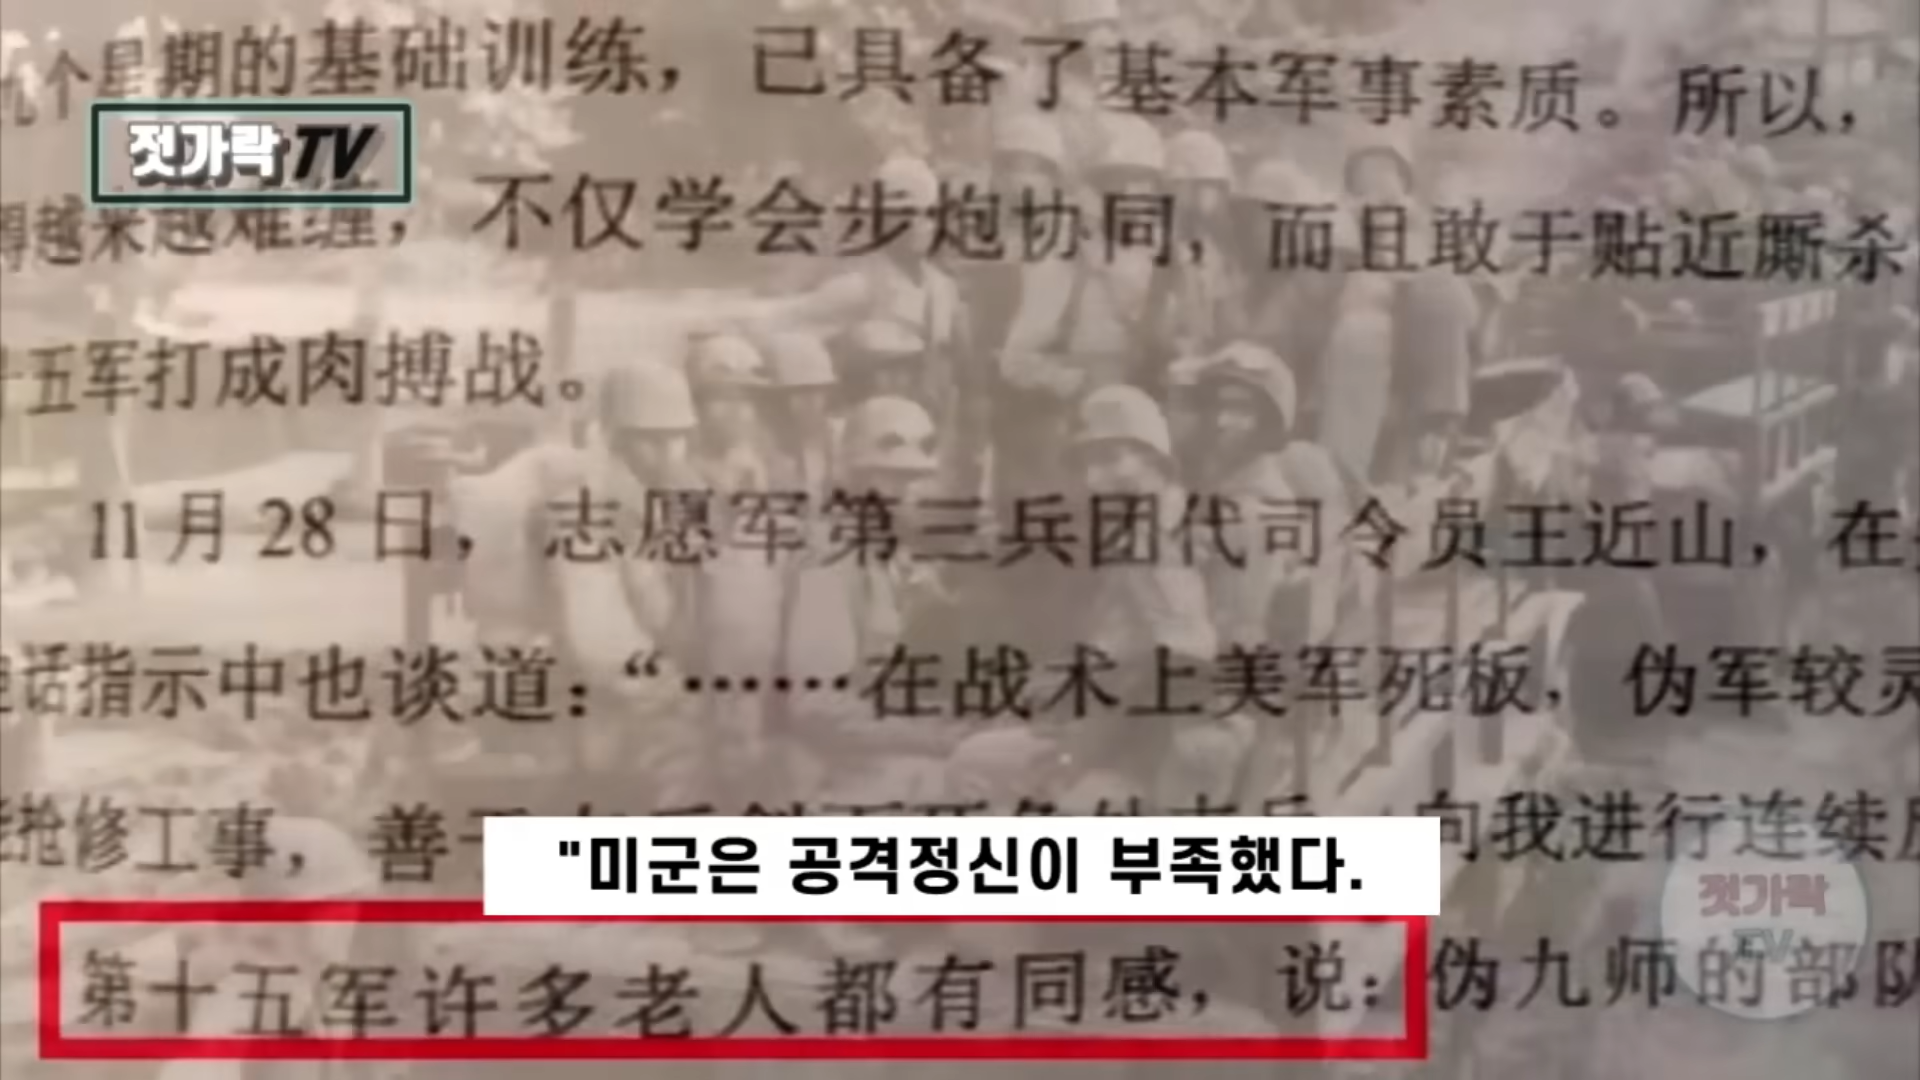 个星期的基础训练，已具备了基本军事素质。所以，
젓가락TV
越来越难缠，不仅学会步炮协同，而且敢于贴近厮杀
十五军打成肉搏战。
11月28日，志愿军第三兵团代司令员王近山，在
话指示中也谈道：“……在战术上美军死板，伪军较灵
抢修工事，善于
向我进行连续
"미군은 공격정신이 부족했다.
第十五军许多老人都有同感，说：伪九师的部队
젓가락
TV